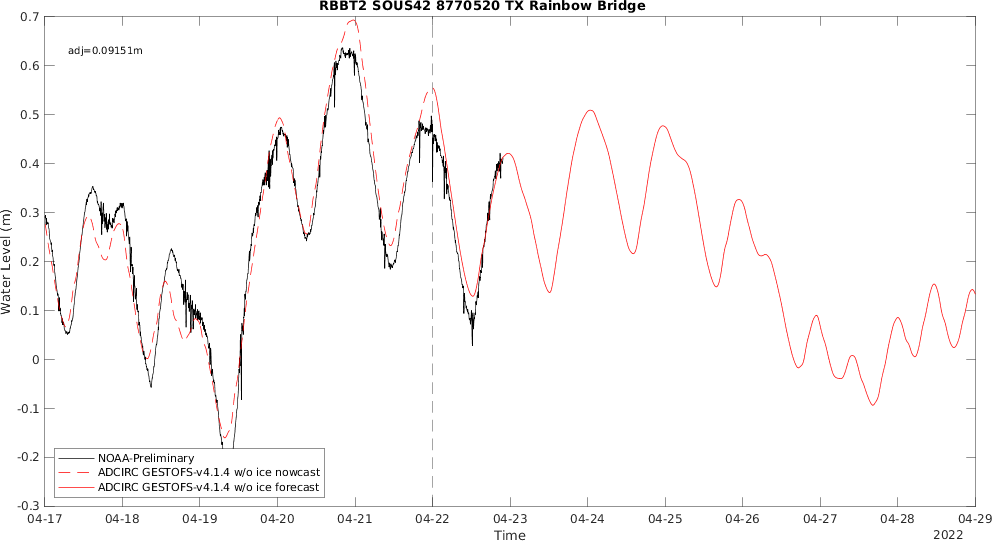 RBBT2 SOUS42 8770520 TX Rainbow Bridge
adj=0.09151m
Water Level (m)
0.7
0.6
0.5
0.4
0.3
0.2
0.1
0
-0.1
-0.2
-0.3
NOAA-Preliminary
ADCIRC GESTOFS-v4.1.4 w/o ice nowcast
ADCIRC GESTOFS-v4.1.4 w/o ice forecast
04-17 04-18 04-19 04-20 04-21 04-22 04-23 04-24 04-25 04-26 04-27 04-28 04-29
Time
2022